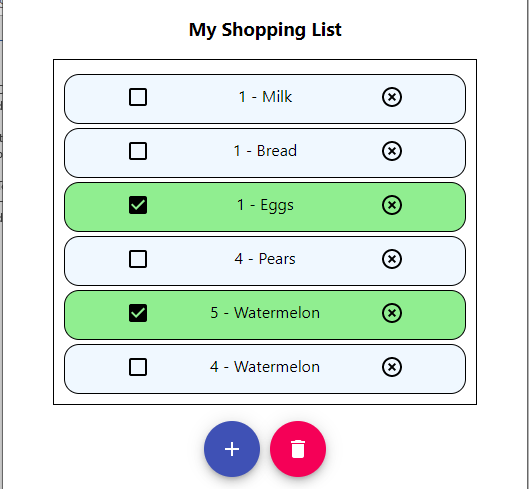 My Shopping List
1 - Milk
1 - Bread
1 - Eggs
4 - Pears
5 - Watermelon
4 - Watermelon